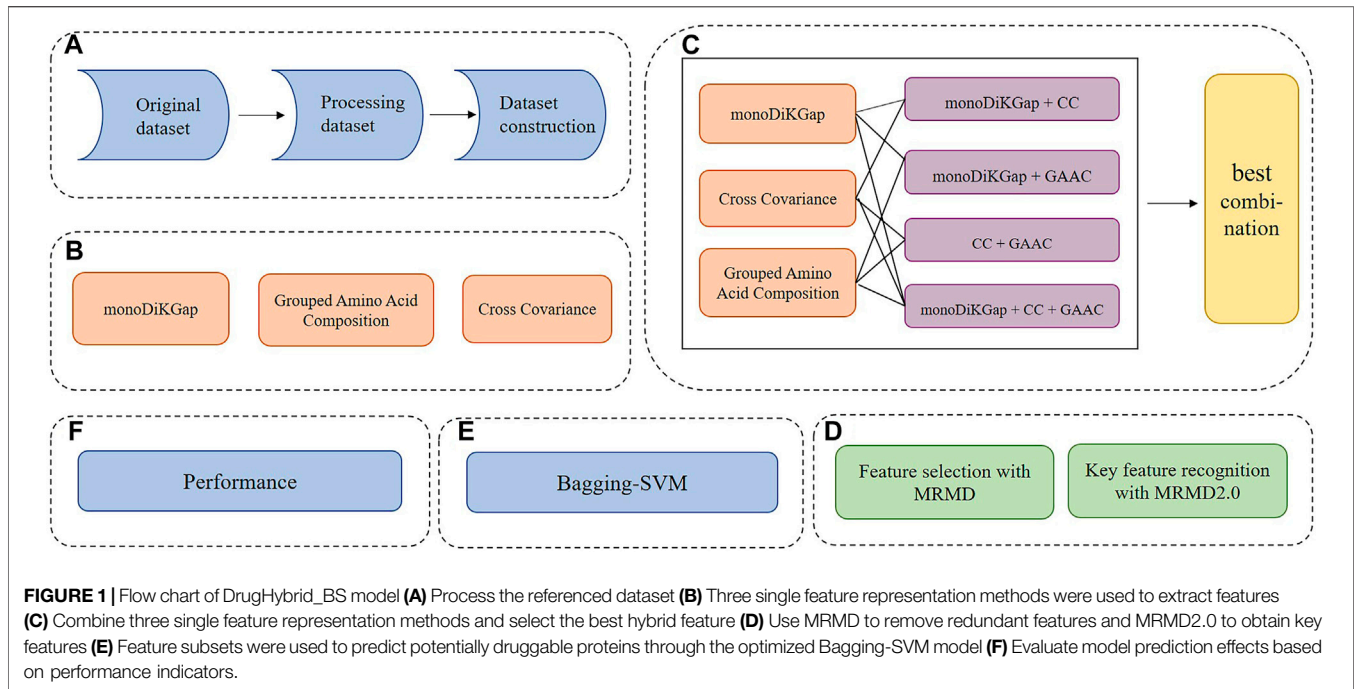 A
Original
dataset
Processing
dataset
Dataset
construction
B
monoDiKGap
Grouped Amino Acid
Composition
Cross Covariance
C
monoDiKGap
Cross Covariance
Grouped Amino
Acid Composition
monoDiKGap + CC
monoDiKGap + GAAC
CC + GAAC
monoDiKGap + CC + GAAC
best
combi-
nation
F
Performance
E
Bagging-SVM
D
Feature selection with
MRMD
Key feature recognition
with MRMD2.0
FIGURE 1 | Flow chart of DrugHybrid_BS model (A) Process the referenced dataset (B) Three single feature representation methods were used to extract features
(C) Combine three single feature representation methods and select the best hybrid feature (D) Use MRMD to remove redundant features and MRMD2.0 to obtain key
features (E) Feature subsets were used to predict potentially druggable proteins through the optimized Bagging-SVM model (F) Evaluate model prediction effects based
on performance indicators.